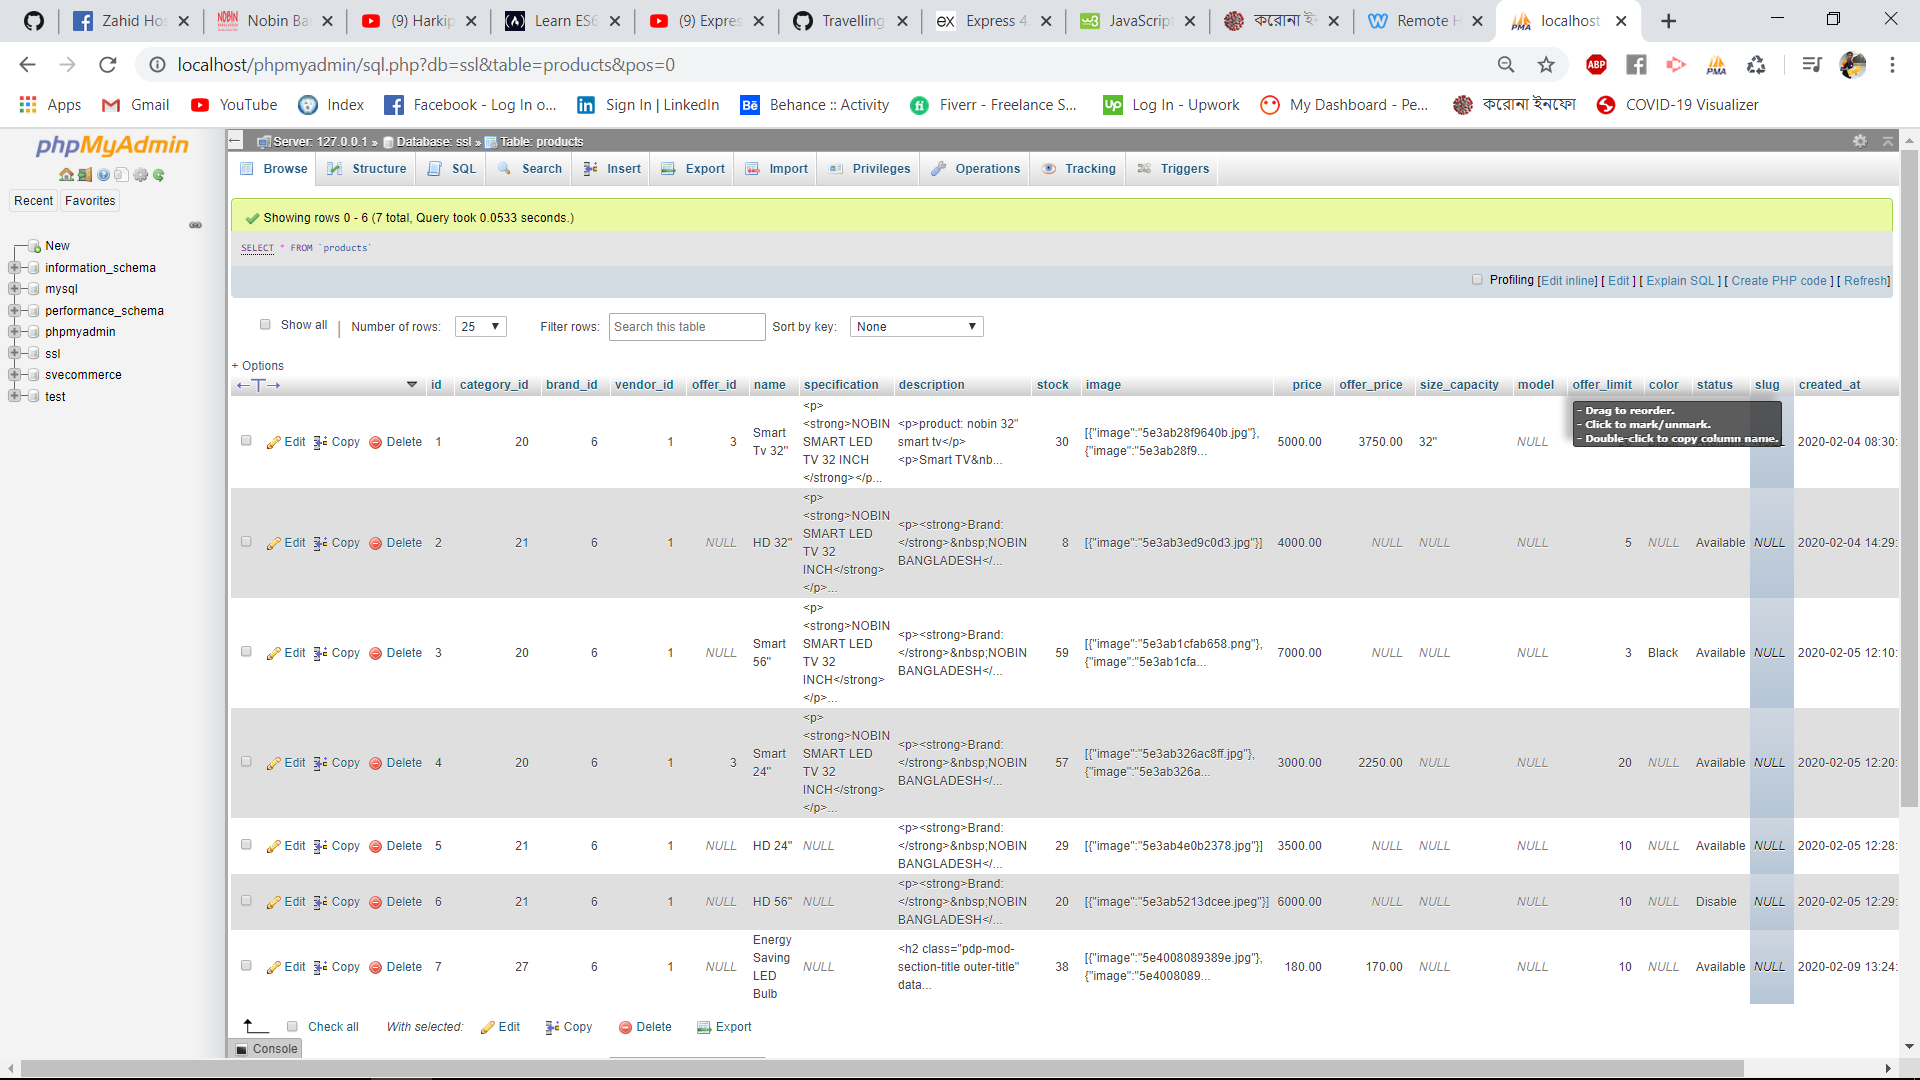 Zahid Hos
Nobin Ba
(9) Harkip
Learn ES6
(9) Expres
Travelling
Express 4.
JavaScript
করোনা ই
Remote H
localhost
localhost/phpmyadmin/sql.php?db=ssl&table=products&pos=0
Apps
Gmail
YouTube
Index
Facebook - Log In o...
Sign In | LinkedIn
Behance :: Activity
Fiverr - Freelance S...
Log In - Upwork
My Dashboard - Pe...
করোনা ইনফো
COVID-19 Visualizer
phpMyAdmin
Recent
Favorites
New
information_schema
mysql
performance_schema
phpmyadmin
ssl
svecommerce
test
Server: 127.0.0.1 » Database: ssl » Table: products
Browse
Structure
SQL
Search
Insert
Export
Import
Privileges
Operations
Tracking
Triggers
Showing rows 0 - 6 (7 total, Query took 0.0533 seconds.)
SELECT * FROM `products`
Profiling [Edit inline] [ Edit ] [ Explain SQL ] [ Create PHP code ] [ Refresh]
Show all | Number of rows: 25 Filter rows: Search this table Sort by key: None
+ Options
←T→ id category_id brand_id vendor_id offer_id name specification description stock image price offer_price size_capacity model offer_limit color status slug created_at
- Drag to reorder.
- Click to mark/unmark.
- Double-click to copy column name.
Edit Copy Delete 1 20 6 1 3
Smart
Tv 32"
<p>
<strong>NOBIN
SMART LED
TV 32 INCH
</strong></p...
<p>product: nobin 32"
smart tv</p>
<p>Smart TV&nb...
30
[{"image":"5e3ab28f9640b.jpg"},
{"image":"5e3ab28f9...
5000.00 3750.00 32" NULL
2020-02-04 08:30:
Edit Copy Delete 2 21 6 1 NULL HD 32"
<p>
<strong>NOBIN
SMART LED
TV 32
INCH</strong>
</p>...
<p><strong>Brand:
</strong>&nbsp;NOBIN
BANGLADESH</...
8 [{"image":"5e3ab3ed9c0d3.jpg"}] 4000.00 NULL NULL NULL 5 NULL Available NULL 2020-02-04 14:29:
Edit Copy Delete 3 20 6 1 NULL
Smart
56"
<p>
<strong>NOBIN
SMART LED
TV 32
INCH</strong>
</p>...
<p><strong>Brand:
</strong>&nbsp;NOBIN
BANGLADESH</...
59
[{"image":"5e3ab1cfab658.png"},
{"image":"5e3ab1cfa...
7000.00 NULL NULL NULL 3 Black Available NULL 2020-02-05 12:10:
Edit Copy Delete 4 20 6 1 3
Smart
24"
<p>
<strong>NOBIN
SMART LED
TV 32
INCH</strong>
</p>...
<p><strong>Brand:
</strong>&nbsp;NOBIN
BANGLADESH</...
57
[{"image":"5e3ab326ac8ff.jpg"},
{"image":"5e3ab326a...
3000.00 2250.00 NULL NULL 20 NULL Available NULL 2020-02-05 12:20:
Edit Copy Delete 5 21 6 1 NULL HD 24" NULL
<p><strong>Brand:
</strong>&nbsp;NOBIN
BANGLADESH</...
29 [{"image":"5e3ab4e0b2378.jpg"}] 3500.00 NULL NULL NULL 10 NULL Available NULL 2020-02-05 12:28:
Edit Copy Delete 6 21 6 1 NULL HD 56" NULL
<p><strong>Brand:
</strong>&nbsp;NOBIN
BANGLADESH</...
20 [{"image":"5e3ab5213dcee.jpeg"}] 6000.00 NULL NULL NULL 10 NULL Disable NULL 2020-02-05 12:29:
Edit Copy Delete 7 27 6 1 NULL
Energy
Saving
LED
Bulb
NULL
<h2 class="pdp-mod-
section-title outer-title"
data...
38
[{"image":"5e4008089389e.jpg"},
{"image":"5e4008089...
180.00 170.00 NULL NULL 10 NULL Available NULL 2020-02-09 13:24:
Check all With selected: Edit Copy Delete Export
Console